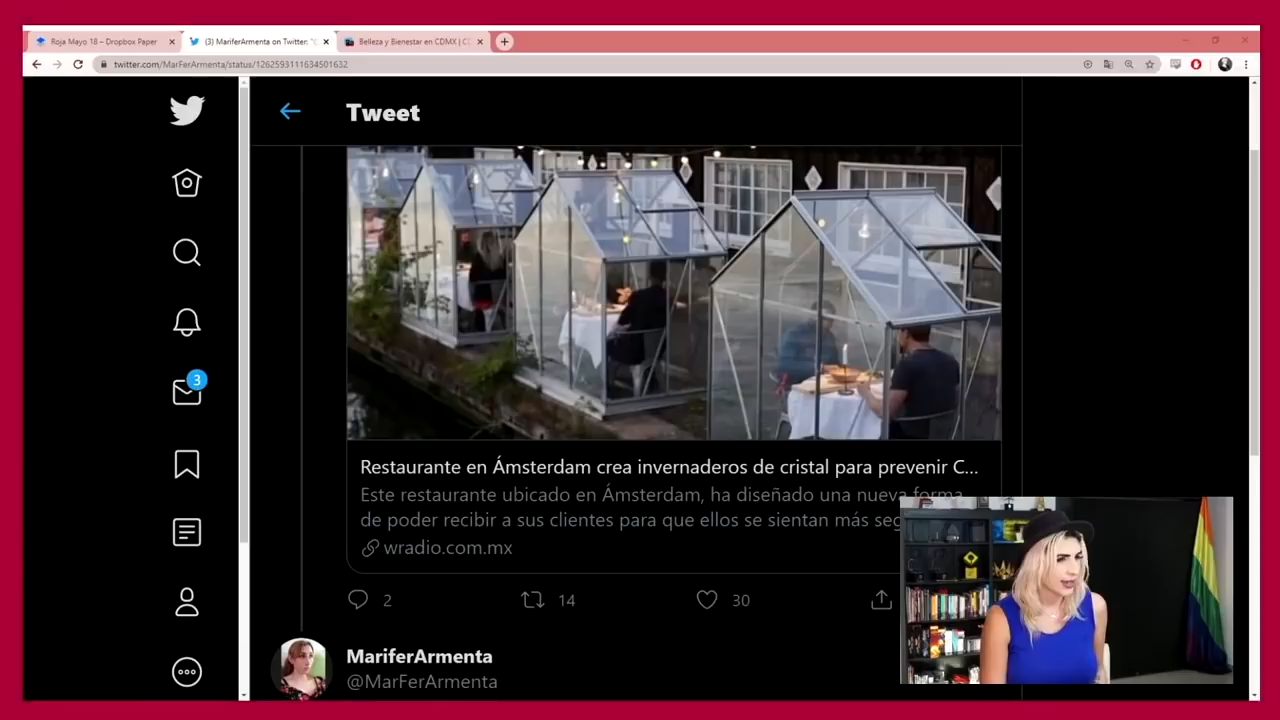 Roja Mayo 18 – Dropbox Paper
(3) MariferArmenta on Twitter: "
Belleza y Bienestar en CDMX | C
twitter.com/MarFerArmenta/status/1262593111634501632
Tweet
3
Restaurante en Ámsterdam crea invernaderos de cristal para prevenir C...
Este restaurante ubicado en Ámsterdam, ha diseñado una nueva forma
de poder recibir a sus clientes para que ellos se sientan más seg
wradio.com.mx
2 14 30
MariferArmenta
@MarFerArmenta